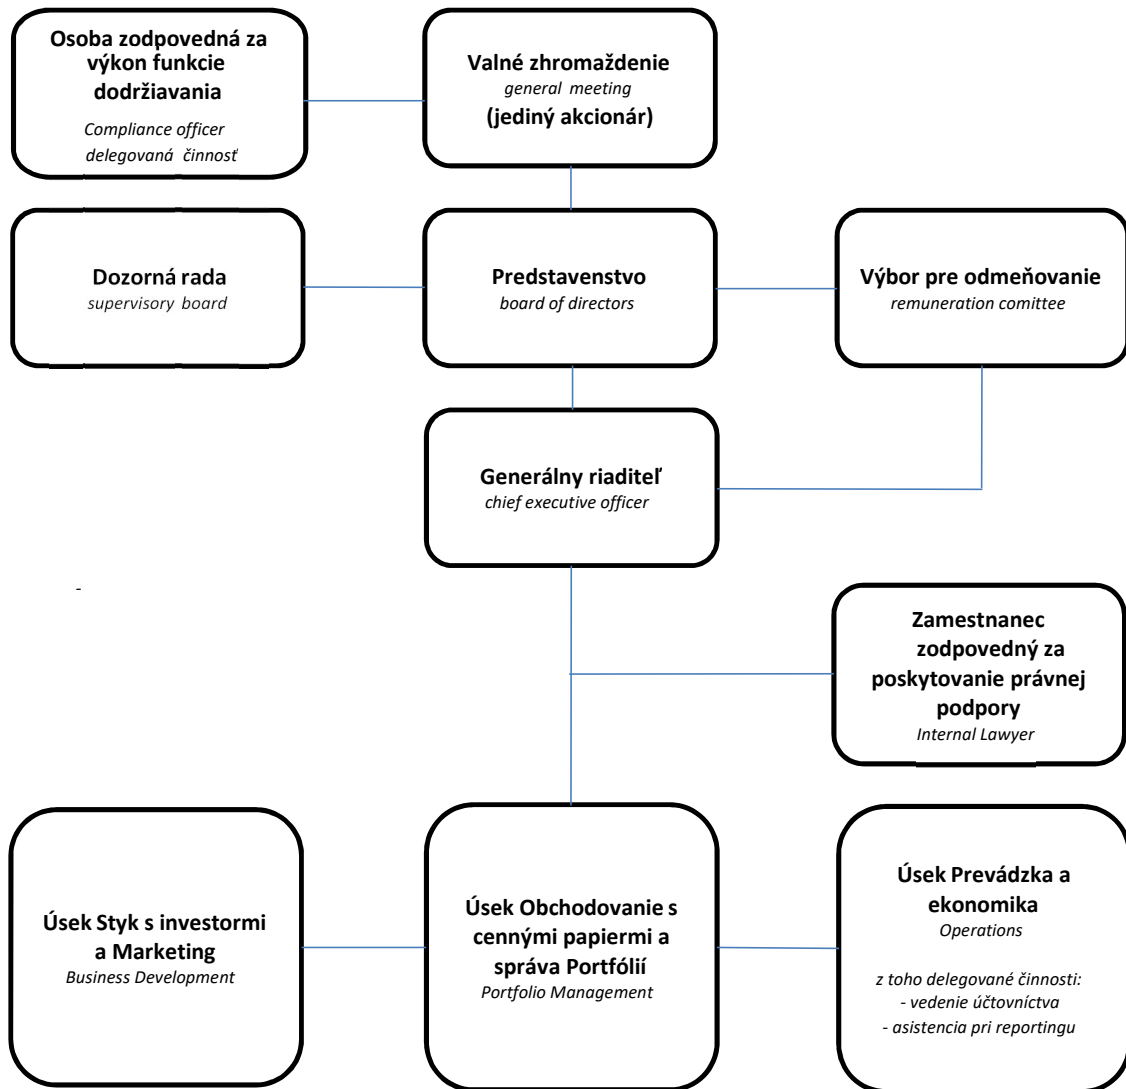 Osoba zodpovedná za
výkon funkcie
dodržiavania
Compliance officer
delegovaná činnosť
Valné zhromaždenie
general meeting
(jediný akcionár)
Dozorná rada
supervisory board
Predstavenstvo
board of directors
Výbor pre odmeňovanie
remuneration comittee
Generálny riaditeľ
chief executive officer
-
Zamestnanec
zodpovedný za
poskytovanie právnej
podpory
Internal Lawyer
Úsek Styk s investormi
a Marketing
Business Development
Úsek Obchodovanie s
cennými papiermi a
správa Portfólií
Portfolio Management
Úsek Prevádzka a
ekonomika
Operations
z toho delegované činnosti:
- vedenie účtovníctva
- asistencia pri reportingu